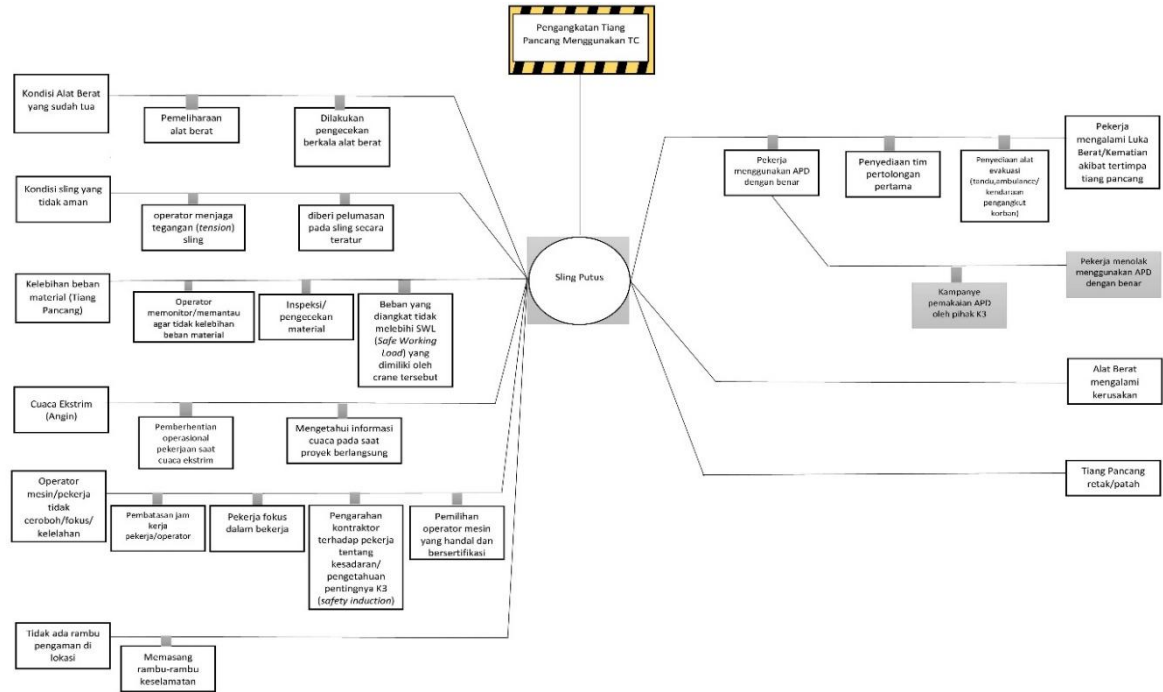 Pengangkatan Tiang
Pancang Menggunakan TC
Kondisi Alat Berat
yang sudah tua
Pemeliharaan
alat berat
Dilakukan
pengecekan
berkala alat berat
Kondisi sling yang
tidak aman
operator menjaga
tegangan (tension)
sling
diberi pelumasan
pada sling secara
teratur
Kelebihan beban
material (Tiang
Pancang)
Operator
memonitor/memantau
agar tidak kelebihan
beban material
Inspeksi/
pengecekan
material
Beban yang
diangkat tidak
melebihi SWL
(Safe Working
Load) yang
dimiliki oleh
crane tersebut
Cuaca Ekstrim
(Angin)
Pemberhentian
operasional
pekerjaan saat
cuaca ekstrim
Mengetahui informasi
cuaca pada saat
proyek berlangsung
Operator
mesin/pekerja
tidak
ceroboh/fokus/
kelelahan
Pembatasan jam
kerja
pekerja/operator
Pekerja fokus
dalam bekerja
Pengarahan
kontraktor
terhadap pekerja
tentang
kesadaran/
pengetahuan
pentingnya K3
(safety induction)
Pemilihan
operator mesin
yang handal dan
bersertifikasi
Tidak ada rambu
pengaman di
lokasi
Memasang
rambu-rambu
keselamatan
Sling Putus
Pekerja
menggunakan APD
dengan benar
Penyediaan tim
pertolongan
pertama
Penyediaan alat
evakuasi
(tandu,ambulance/
kendaraan
pengangkut
korban)
Pekerja
mengalami Luka
Berat/Kematian
akibat tertimpa
tiang pancang
Kampanye
pemakaian APD
oleh pihak K3
Pekerja menolak
menggunakan APD
dengan benar
Alat Berat
mengalami
kerusakan
Tiang Pancang
retak/patah